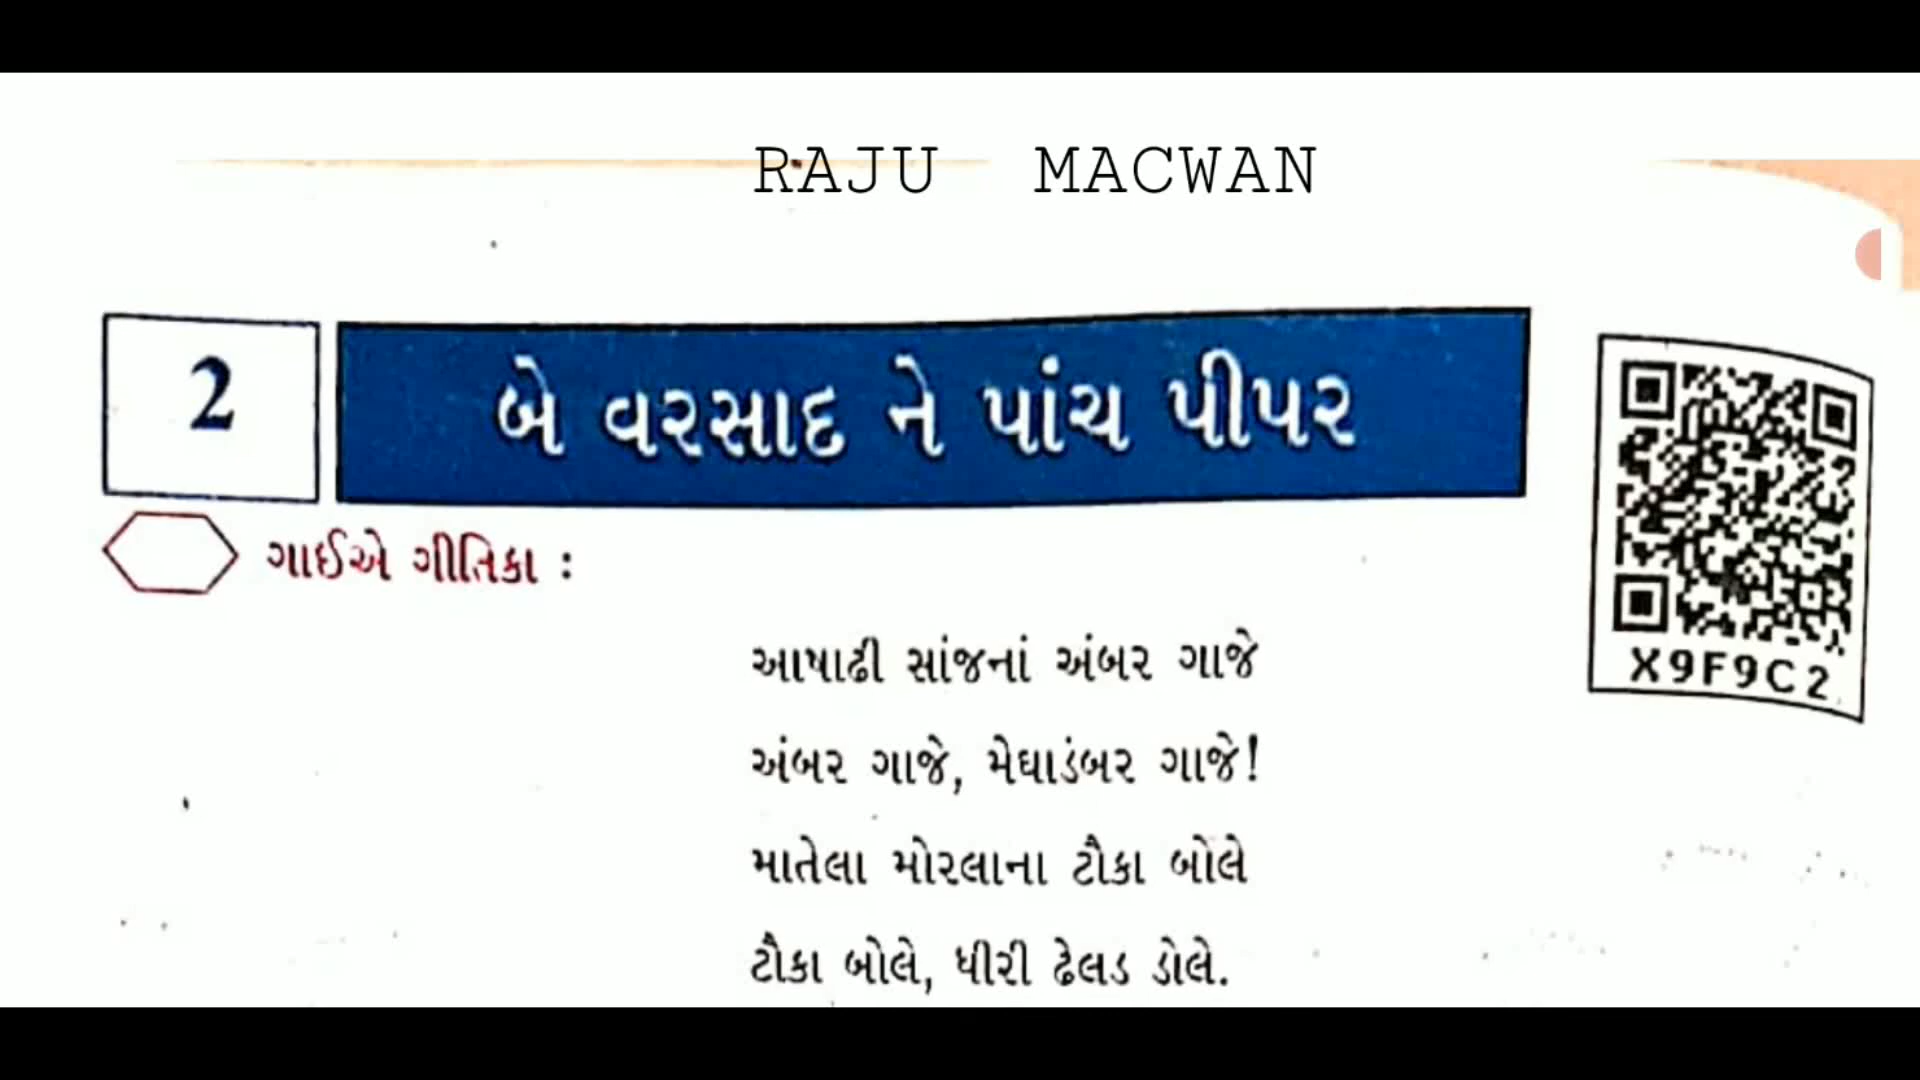 RAJU MACWAN
2
બે વરસાદ ને પાંચ પીપર
ગાઈએ ગીતિકા :
આષાઢી સાંજનાં અંબર ગાજે
અંબર ગાજે, મેઘાડંબર ગાજે!
માતેલા મોરલાના ટૌકા બોલે
ટૌકા બોલે, ધીરી ઢેલડ ડોલે.
X9F9C2